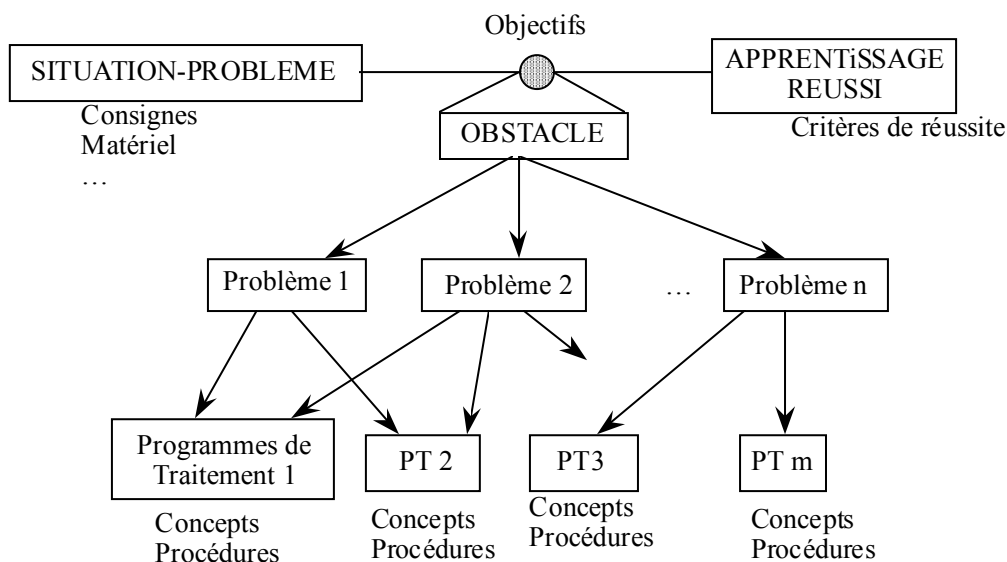 Objectifs
SITUATION-PROBLEME
APPRENTiSSAGE
REUSSI
Consignes
Matériel
…
Critères de réussite
OBSTACLE
Problème 1
Problème 2
…
Problème n
Programmes de
Traitement 1
PT 2
PT3
PT m
Concepts
Procédures
Concepts
Procédures
Concepts
Procédures
Concepts
Procédures